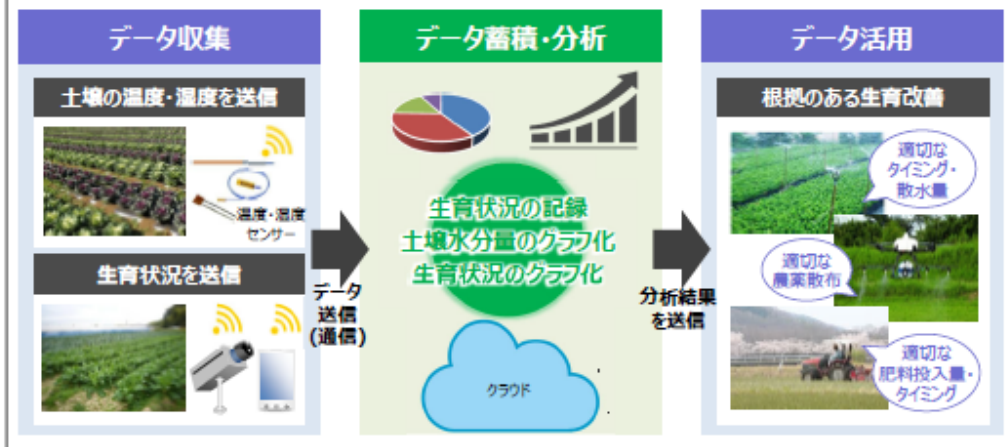 データ収集
土壌の温度・湿度を送信
温度・湿度
センサー
生育状況を送信
データ
送信
(通信)
データ蓄積・分析
生育状況の記録
土壌水分量のグラフ化
生育状況のグラフ化
クラウド
分析結果
を送信
データ活用
根拠のある生育改善
適切な
タイミング・
散水量
適切な
農薬散布
適切な
肥料投入量・
タイミング